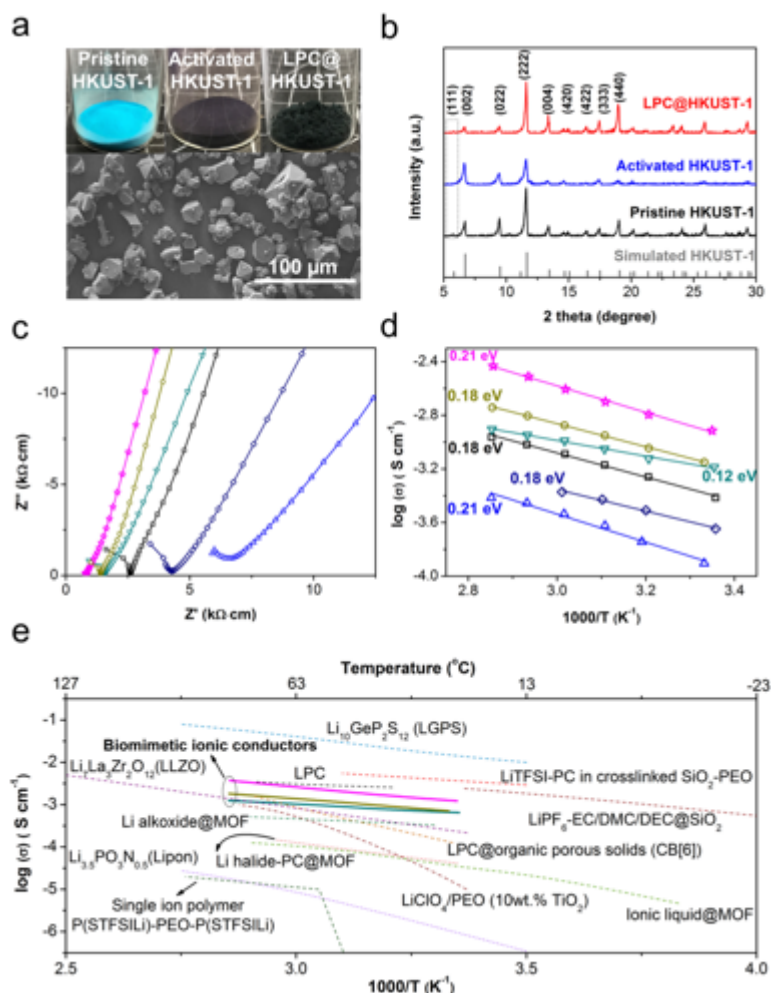 a
Pristine HKUST-1
Activated HKUST-1
LPC@ HKUST-1
100 μm
b
Intensity (a.u.)
(111)
(002)
(022)
(222)
(004)
(420)
(422)
(333)
(440)
LPC@HKUST-1
Activated HKUST-1
Pristine HKUST-1
Simulated HKUST-1
5 10 15 20 25 30
2 theta (degree)
c
Z'' (kΩ·cm)
-10
-5
0
0 5 10
Z' (kΩ·cm)
d
log (σ) ( S cm⁻¹)
-2.4
-2.8
-3.2
-3.6
-4.0
0.21 eV
0.18 eV
0.18 eV
0.12 eV
0.18 eV
0.21 eV
2.8 3.0 3.2 3.4
1000/T (K⁻¹)
e
Temperature (°C)
127 63 13 -23
log (σ) ( S cm⁻¹)
-1
-2
-3
-4
-5
-6
Li₁₀GeP₂S₁₂ (LGPS)
Biomimetic ionic conductors
Li₇La₃Zr₂O₁₂(LLZO)
LPC
LiTFSI-PC in crosslinked SiO₂-PEO
Li alkoxide@MOF
LiPF₆-EC/DMC/DEC@SiO₂
LPC@organic porous solids (CB[6])
Li₃.₅PO₃N₀.₅(Lipon)
Li halide-PC@MOF
LiClO₄/PEO (10wt.% TiO₂)
Ionic liquid@MOF
Single ion polymer
P(STFSILi)-PEO-P(STFSILi)
2.5 3.0 3.5 4.0
1000/T (K⁻¹)